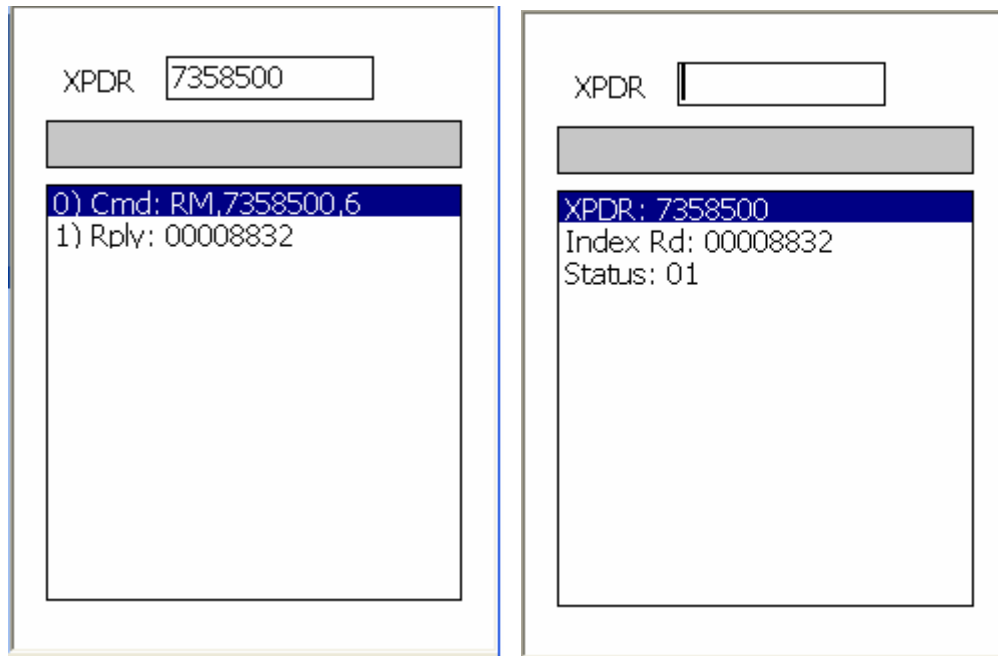 XPDR 7358500
0) Cmd: RM,7358500,6
1) Rply: 00008832
XPDR
XPDR: 7358500
Index Rd: 00008832
Status: 01